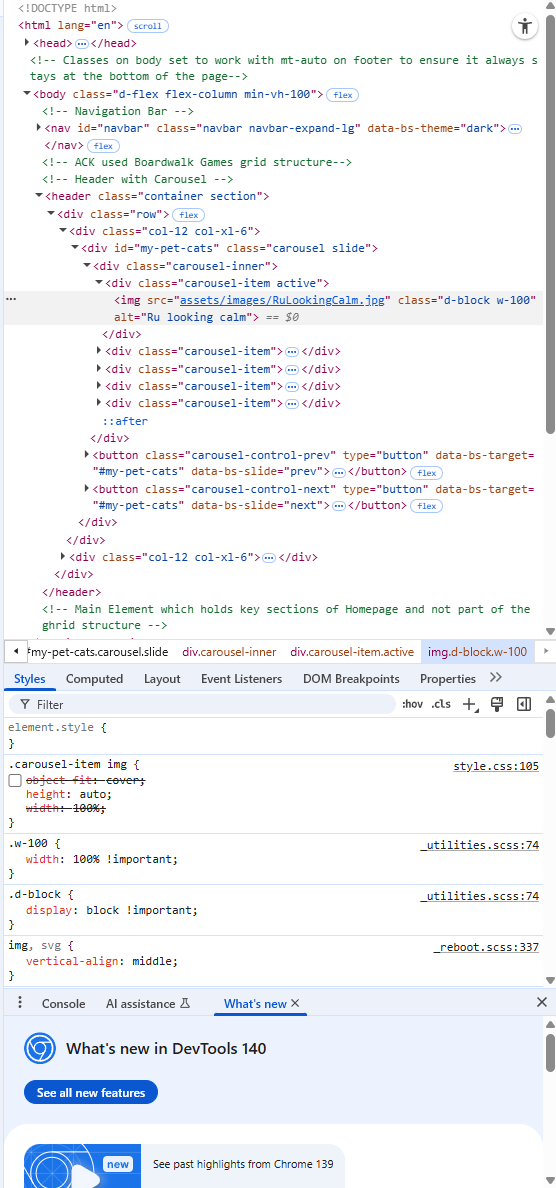 <!DOCTYPE html>
<html lang="en"> scroll
<head> … </head>
<!-- Classes on body set to work with mt-auto on footer to ensure it always s
tays at the bottom of the page-->
<body class="d-flex flex-column min-vh-100"> flex
<!-- Navigation Bar -->
<nav id="navbar" class="navbar navbar-expand-lg" data-bs-theme="dark"> …
</nav> flex
<!-- ACK used Boardwalk Games grid structure-->
<!-- Header with Carousel -->
<header class="container section">
<div class="row"> flex
<div class="col-12 col-xl-6">
<div id="my-pet-cats" class="carousel slide">
<div class="carousel-inner">
<div class="carousel-item active">
… <img src="assets/images/RuLookingCalm.jpg" class="d-block w-100"
alt="Ru looking calm"> == $0
</div>
<div class="carousel-item"> … </div>
<div class="carousel-item"> … </div>
<div class="carousel-item"> … </div>
<div class="carousel-item"> … </div>
::after
</div>
<button class="carousel-control-prev" type="button" data-bs-target=
"#my-pet-cats" data-bs-slide="prev"> … </button> flex
<button class="carousel-control-next" type="button" data-bs-target=
"#my-pet-cats" data-bs-slide="next"> … </button> flex
</div>
</div>
<div class="col-12 col-xl-6"> … </div>
</div>
</header>
<!-- Main Element which holds key sections of Homepage and not part of the
ghrid structure -->
#my-pet-cats.carousel.slide div.carousel-inner div.carousel-item.active img.d-block.w-100
Styles Computed Layout Event Listeners DOM Breakpoints Properties
Filter :hov .cls
element.style {
}
.carousel-item img { style.css:105
object-fit: cover;
height: auto;
width: 100%;
}
.w-100 { _utilities.scss:74
width: 100% !important;
}
.d-block { _utilities.scss:74
display: block !important;
}
img, svg { _reboot.scss:337
vertical-align: middle;
}
Console AI assistance What's new
What's new in DevTools 140
See all new features
new See past highlights from Chrome 139